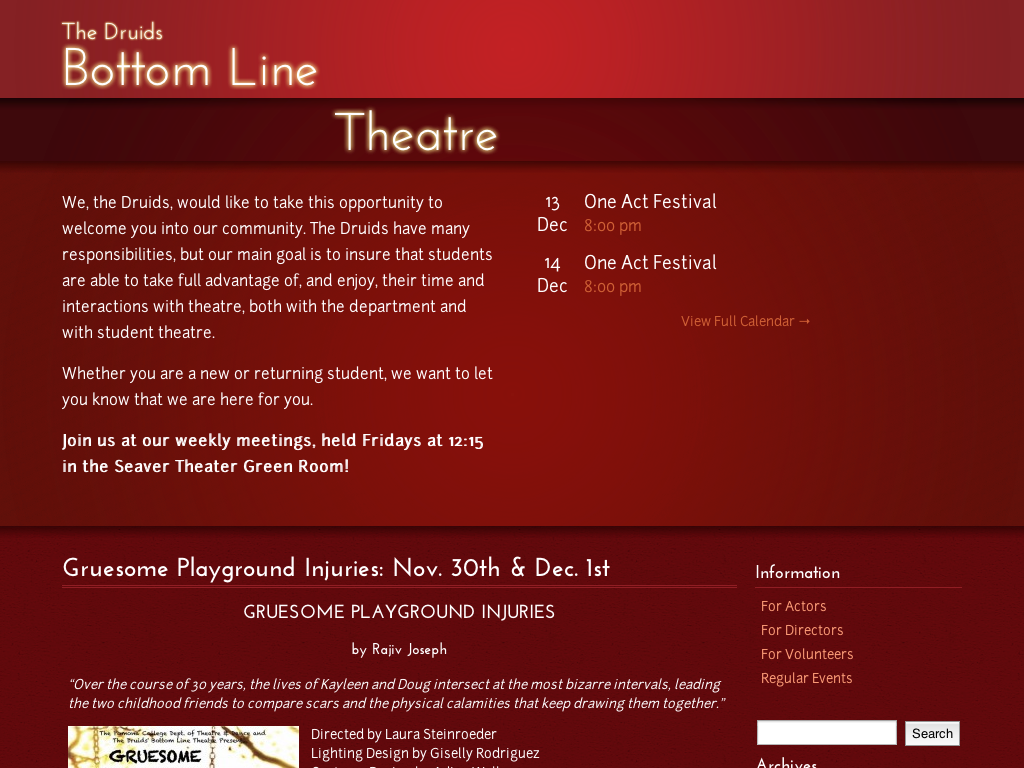 The Druids
Bottom Line
Theatre
We, the Druids, would like to take this opportunity to
welcome you into our community. The Druids have many
responsibilities, but our main goal is to insure that students
are able to take full advantage of, and enjoy, their time and
interactions with theatre, both with the department and
with student theatre.
Whether you are a new or returning student, we want to let
you know that we are here for you.
Join us at our weekly meetings, held Fridays at 12:15
in the Seaver Theater Green Room!
13 One Act Festival
Dec 8:00 pm
14 One Act Festival
Dec 8:00 pm
View Full Calendar →
Gruesome Playground Injuries: Nov. 30th & Dec. 1st
GRUESOME PLAYGROUND INJURIES
by Rajiv Joseph
“Over the course of 30 years, the lives of Kayleen and Doug intersect at the most bizarre intervals, leading
the two childhood friends to compare scars and the physical calamities that keep drawing them together.”
The Pomona College Dept. of Theatre & Dance and
The Druids' Bottom Line Theatre Present
GRUESOME
Directed by Laura Steinroeder
Lighting Design by Giselly Rodriguez
Information
For Actors
For Directors
For Volunteers
Regular Events
Search
Archives